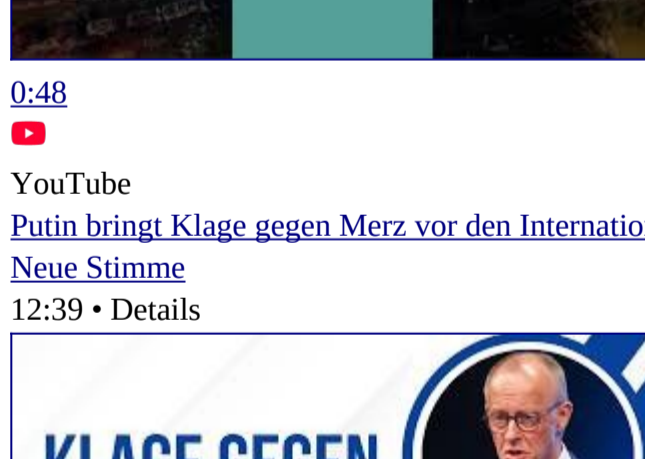 0:48
YouTube
Putin bringt Klage gegen Merz vor den Internatio
Neue Stimme
12:39 • Details
KLAGE GEGEN